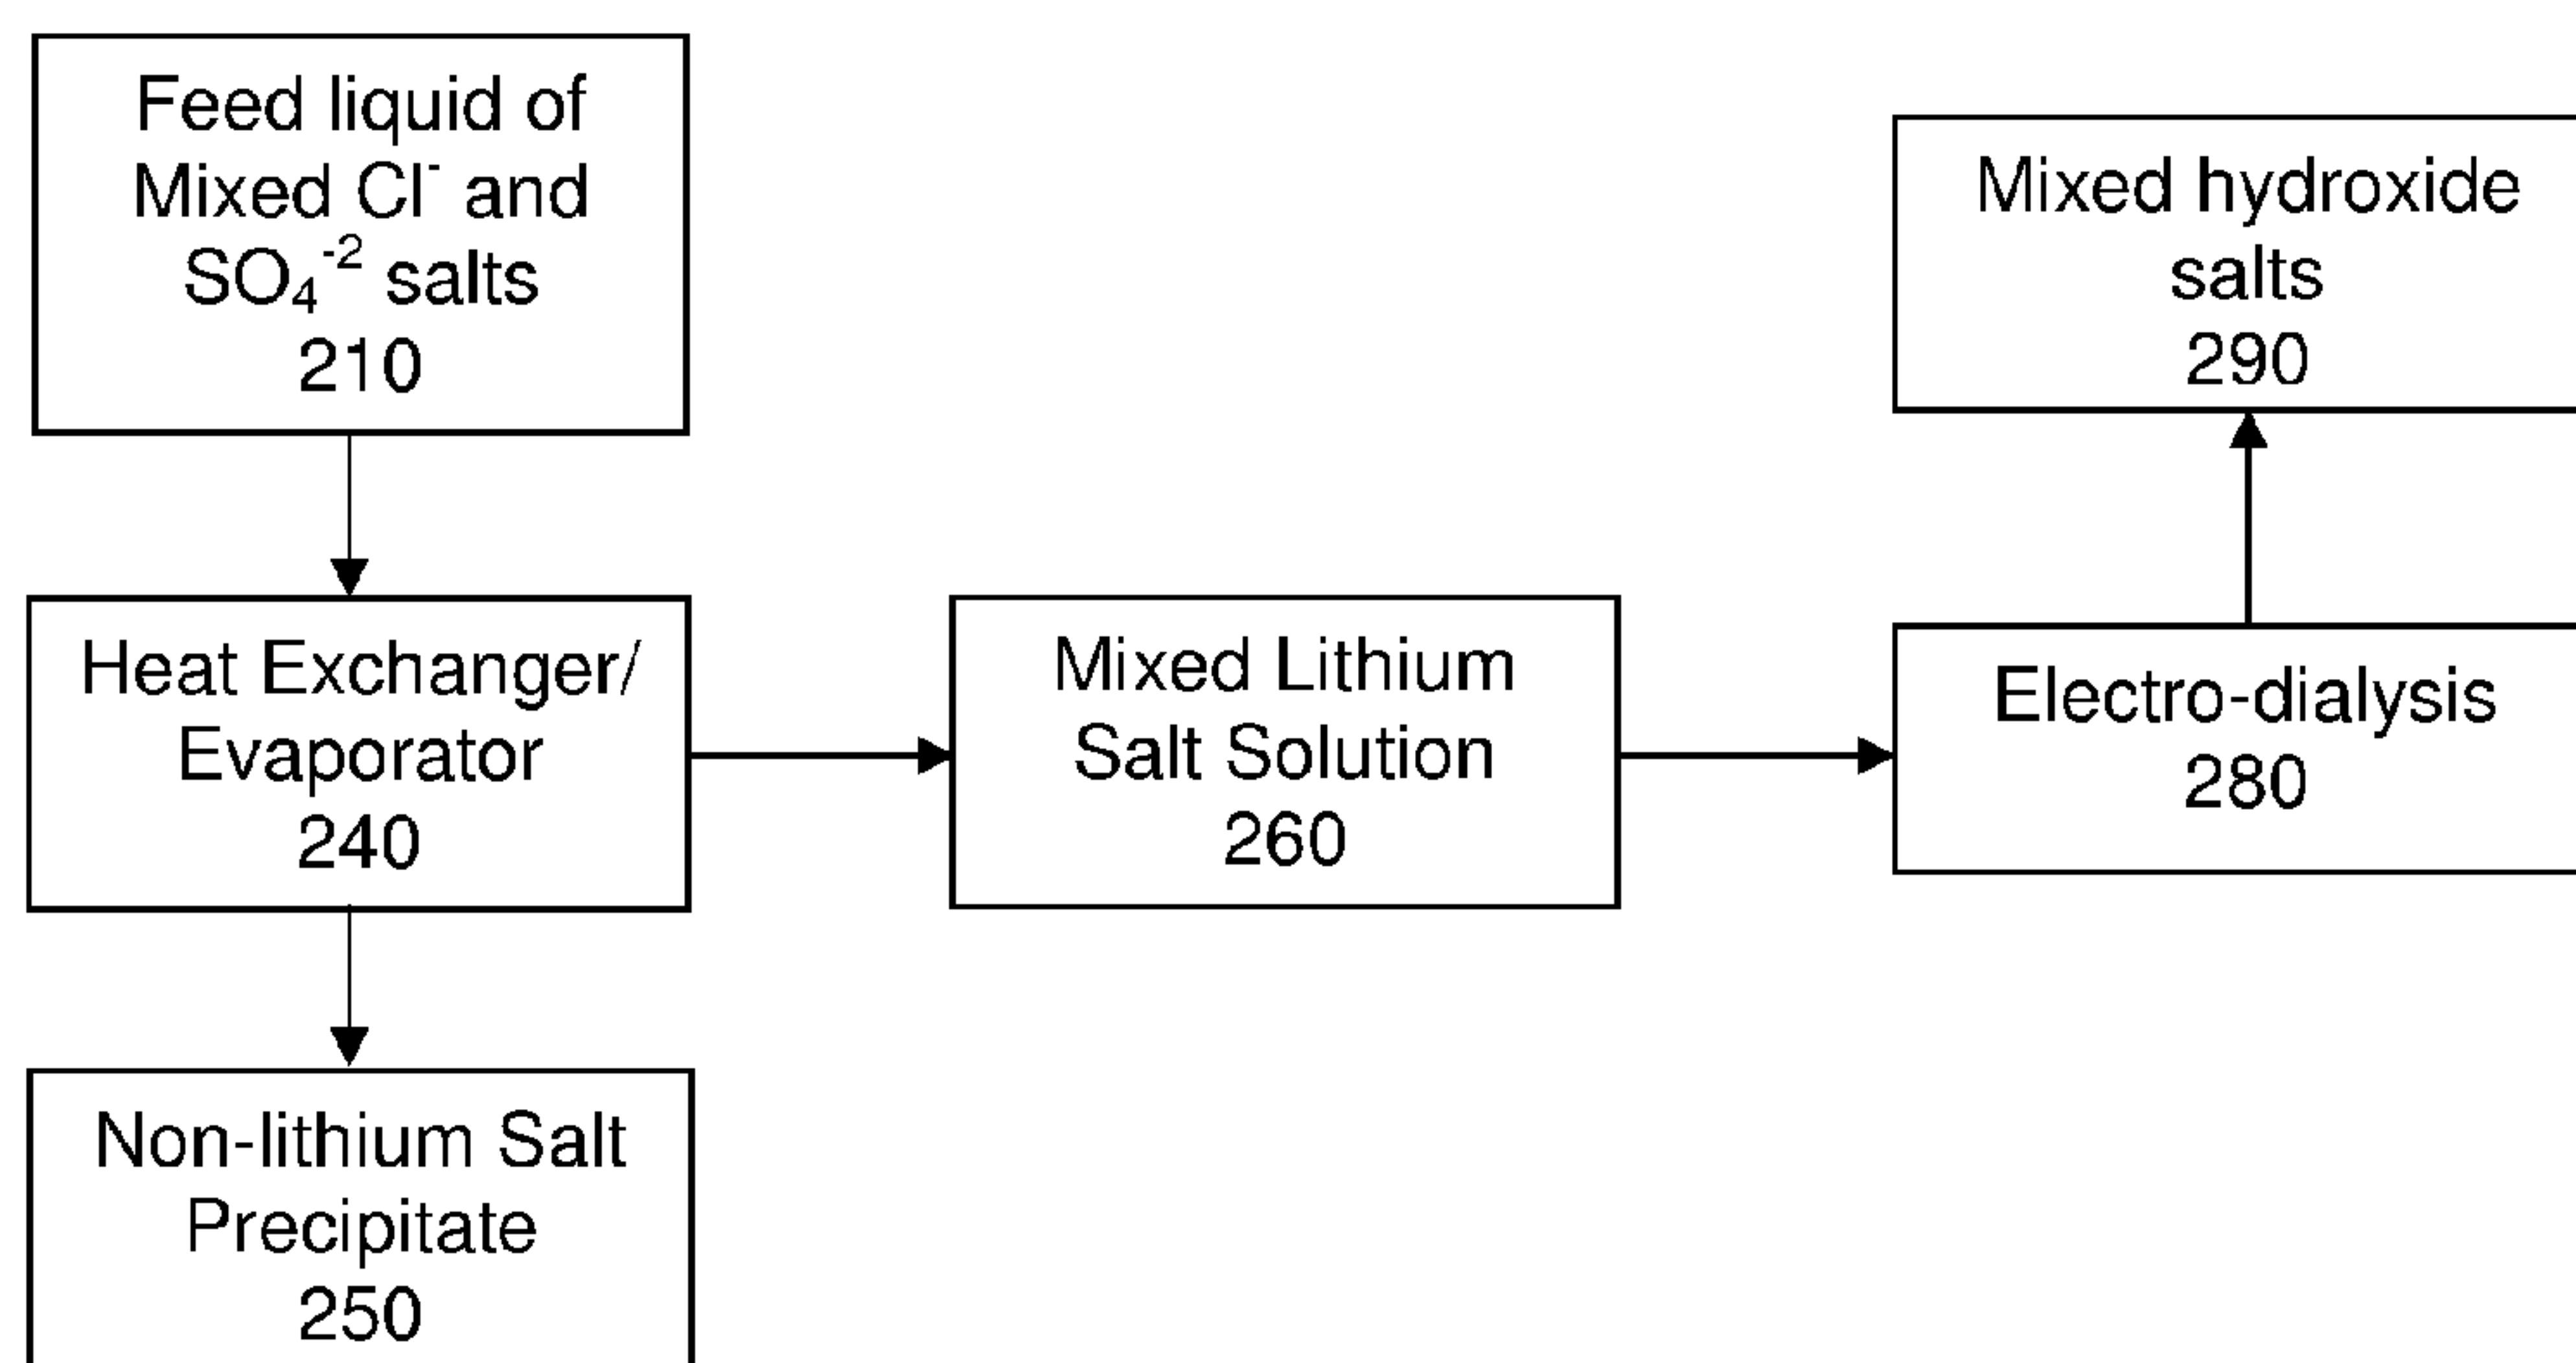 Feed liquid of
Mixed Cl⁻ and
SO₄⁻² salts
210
Mixed hydroxide
salts
290
Heat Exchanger/
Evaporator
240
Mixed Lithium
Salt Solution
260
Electro-dialysis
280
Non-lithium Salt
Precipitate
250